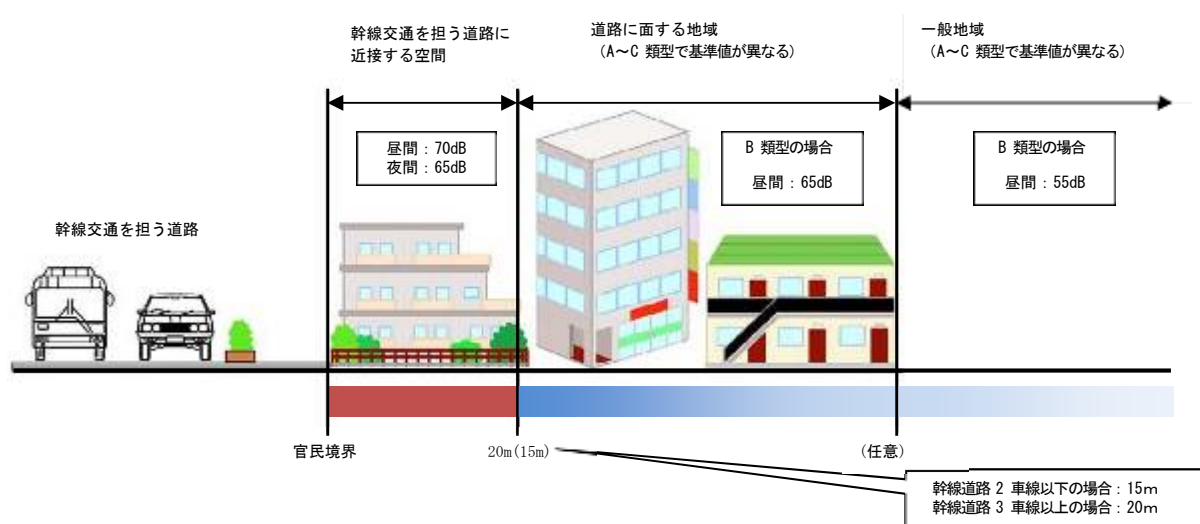 幹線交通を担う道路に
近接する空間
道路に面する地域
(A～C 類型で基準値が異なる)
一般地域
(A～C 類型で基準値が異なる)
昼間：70dB
夜間：65dB
B 類型の場合
昼間：65dB
B 類型の場合
昼間：55dB
幹線交通を担う道路
官民境界
20m(15m)
(任意)
幹線道路 2 車線以下の場合：15m
幹線道路 3 車線以上の場合：20m